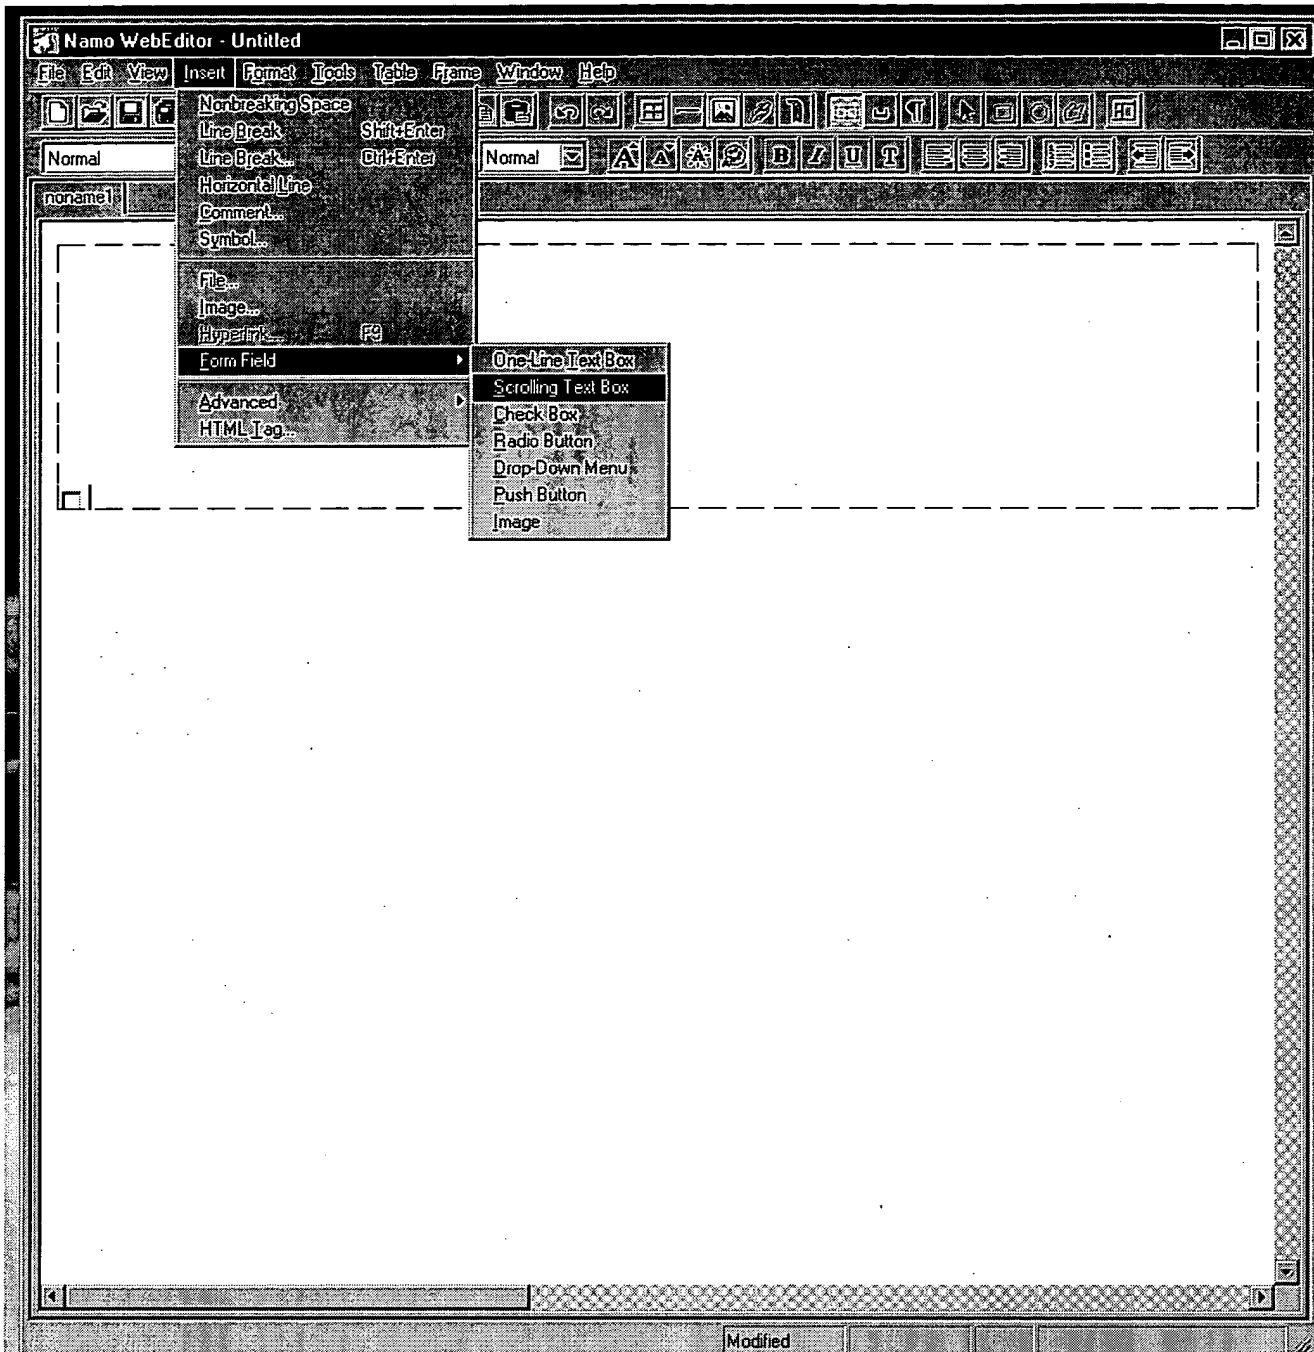 Namo WebEditor - Untitled
File Edit View Insert Format Tools Table Frame Window Help
Nonbreaking Space
Line Break Shift+Enter
Line Break... Ctrl+Enter
Horizontal Line
Comment...
Symbol...
File...
Image...
Hyperlink... F9
Form Field
Advanced
HTML Tag...
Normal
Normal
A A A B I U T
noname1
One-Line Text Box
Scrolling Text Box
Check Box
Radio Button
Drop-Down Menu
Push Button
Image
Modified